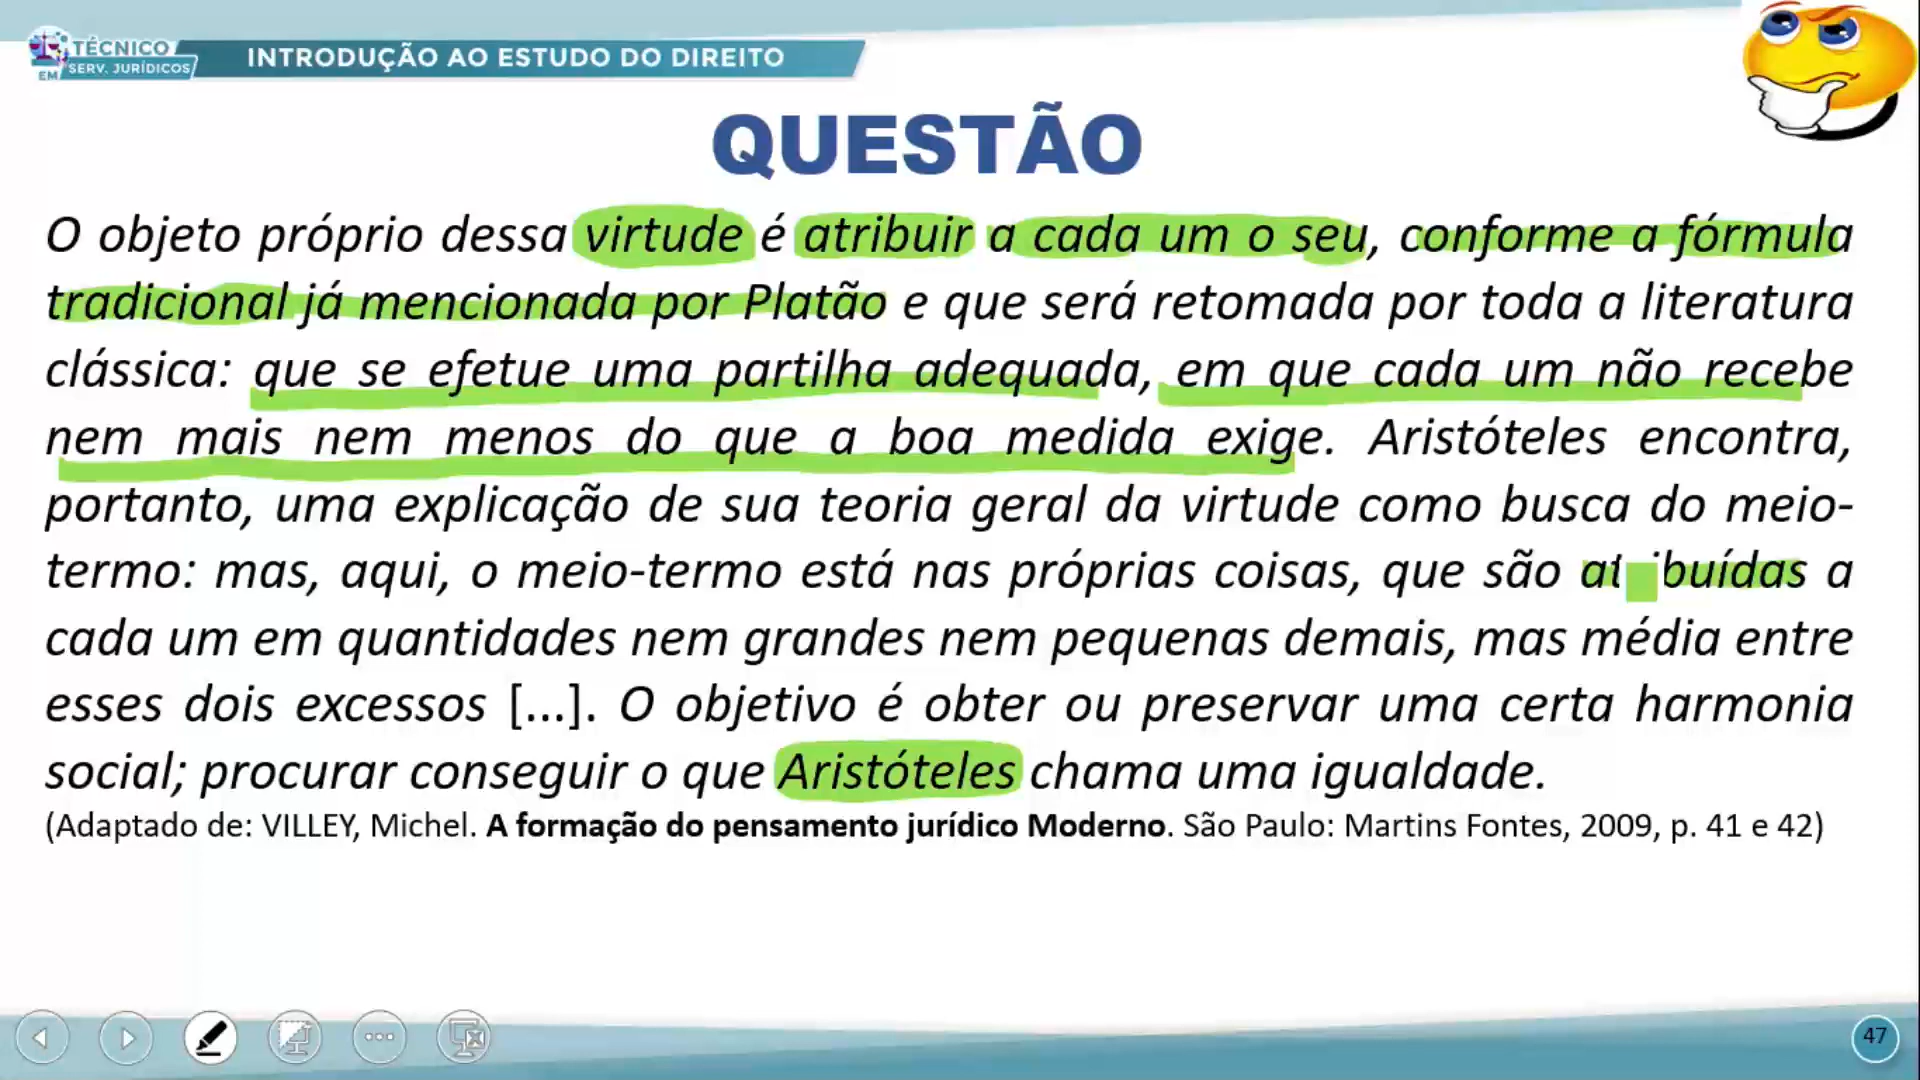 TÉCNICO
EM SERV. JURÍDICOS
INTRODUÇÃO AO ESTUDO DO DIREITO
QUESTÃO
O objeto próprio dessa virtude é atribuir a cada um o seu, conforme a fórmula
tradicional já mencionada por Platão e que será retomada por toda a literatura
clássica: que se efetue uma partilha adequada, em que cada um não recebe
nem mais nem menos do que a boa medida exige. Aristóteles encontra,
portanto, uma explicação de sua teoria geral da virtude como busca do meio-
termo: mas, aqui, o meio-termo está nas próprias coisas, que são atribuídas a
cada um em quantidades nem grandes nem pequenas demais, mas média entre
esses dois excessos [...]. O objetivo é obter ou preservar uma certa harmonia
social; procurar conseguir o que Aristóteles chama uma igualdade.
(Adaptado de: VILLEY, Michel. A formação do pensamento jurídico Moderno. São Paulo: Martins Fontes, 2009, p. 41 e 42)
47